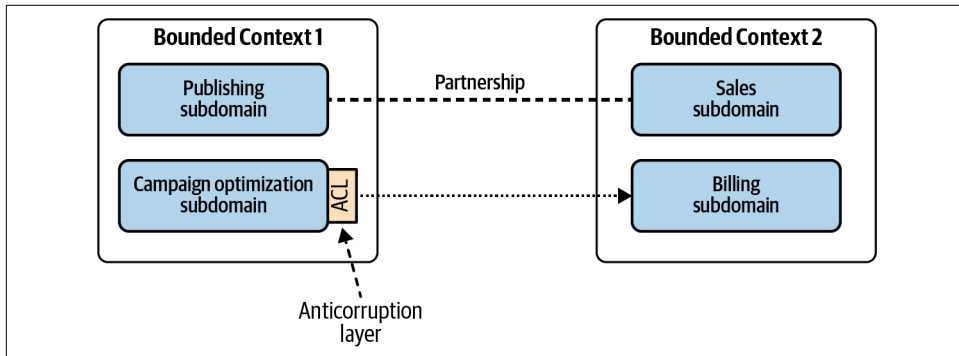 Bounded Context 1
Bounded Context 2
Publishing
subdomain
Partnership
Sales
subdomain
Campaign optimization
subdomain
ACL
Billing
subdomain
Anticorruption
layer